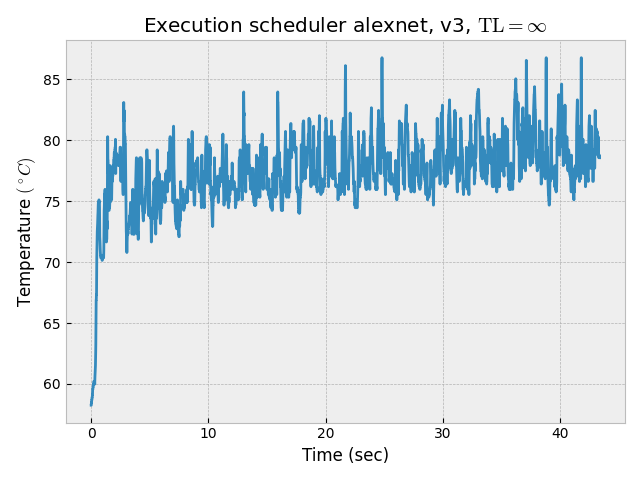 Execution scheduler alexnet, v3, TL = ∞
Temperature (°C)
85
80
75
70
65
60
0 10 20 30 40
Time (sec)